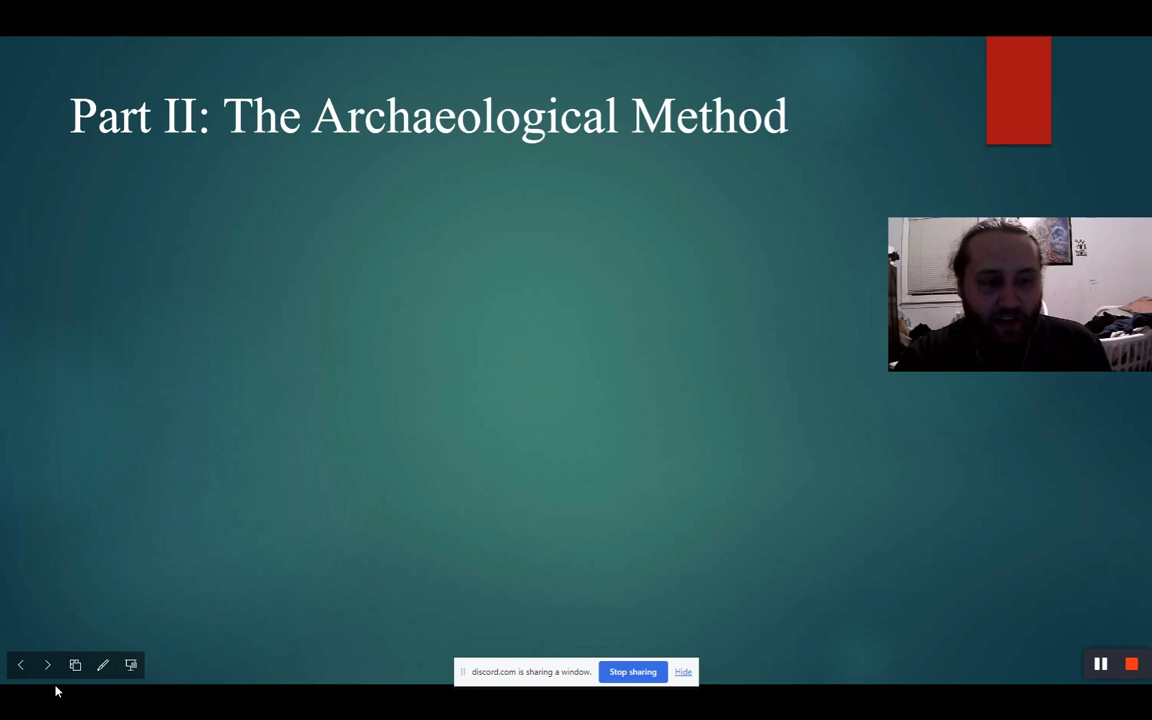 Part II: The Archaeological Method
discord.com is sharing a window. Stop sharing Hide